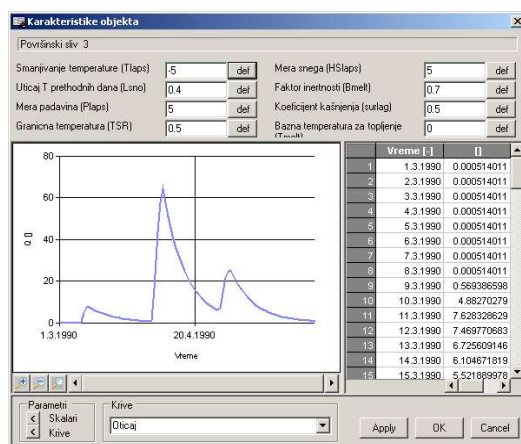 Karakteristike objekta
Površinski sliv 3
Smanjivanje temperature (Tlaps) -5 def Mera snega (HSlaps) 5 def
Uticaj T prethodnih dana (Lsno) 0.4 def Faktor inertnosti (Bmelt) 0.7 def
Mera padavina (Plaps) 5 def Koeficijent kašnjenja (surlag) 0.5 def
Granicna temperatura (TSR) 0.5 def Bazna temperatura za topljenje 0 def
(Tmelt)
80
60
40
20
0
Q []
1.3.1990 20.4.1990
Vreme
Vreme [-] []
1 1.3.1990 0.000514011
2 2.3.1990 0.000514011
3 3.3.1990 0.000514011
4 4.3.1990 0.000514011
5 5.3.1990 0.000514011
6 6.3.1990 0.000514011
7 7.3.1990 0.000514011
8 8.3.1990 0.000514011
9 9.3.1990 0.569386598
10 10.3.1990 4.88270279
11 11.3.1990 7.628328629
12 12.3.1990 7.469770683
13 13.3.1990 6.725609146
14 14.3.1990 6.104671819
15 15.3.1990 5.521889978
Parametri
< Skalari
< Krive
Krive
Oticaj
Apply OK Cancel